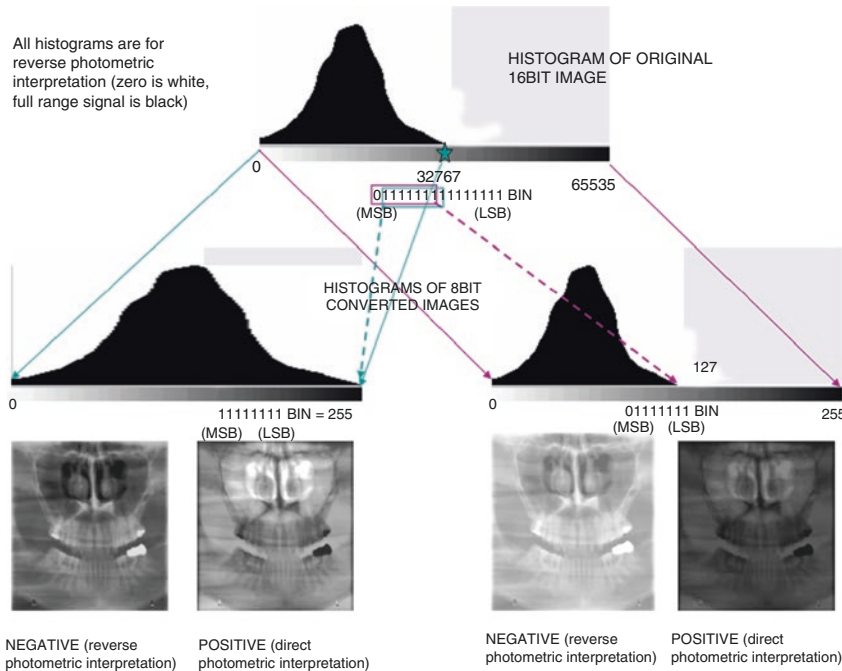 All histograms are for
reverse photometric
interpretation (zero is white,
full range signal is black)
HISTOGRAM OF ORIGINAL
16BIT IMAGE
0
32767
65535
0111111111111111 BIN
(MSB)
(LSB)
HISTOGRAMS OF 8BIT
CONVERTED IMAGES
127
0
11111111 BIN = 255
(MSB)
(LSB)
0
01111111 BIN
255
(MSB)
(LSB)
NEGATIVE (reverse
photometric interpretation)
POSITIVE (direct
photometric interpretation)
NEGATIVE (reverse
photometric interpretation)
POSITIVE (direct
photometric interpretation)